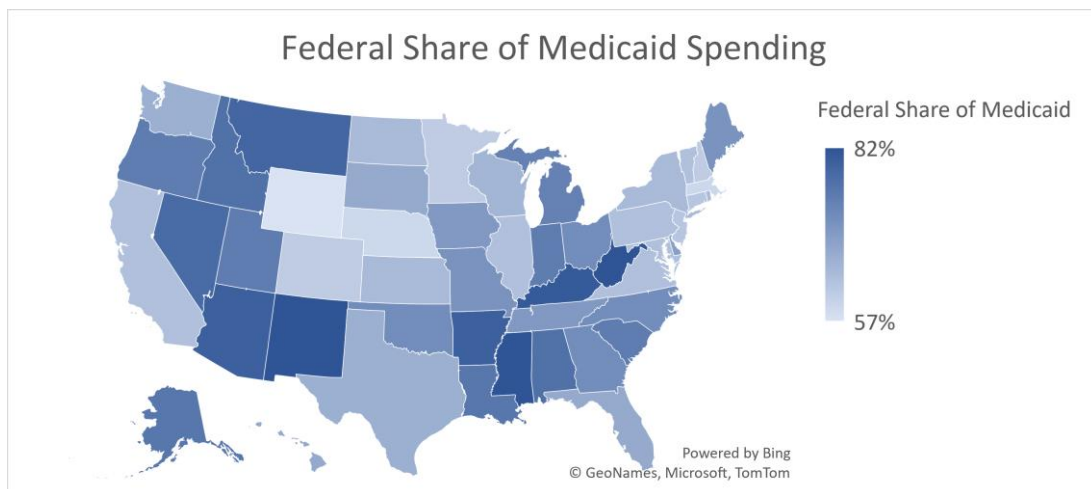 Federal Share of Medicaid Spending
Federal Share of Medicaid
82%
57%
Powered by Bing
© GeoNames, Microsoft, TomTom